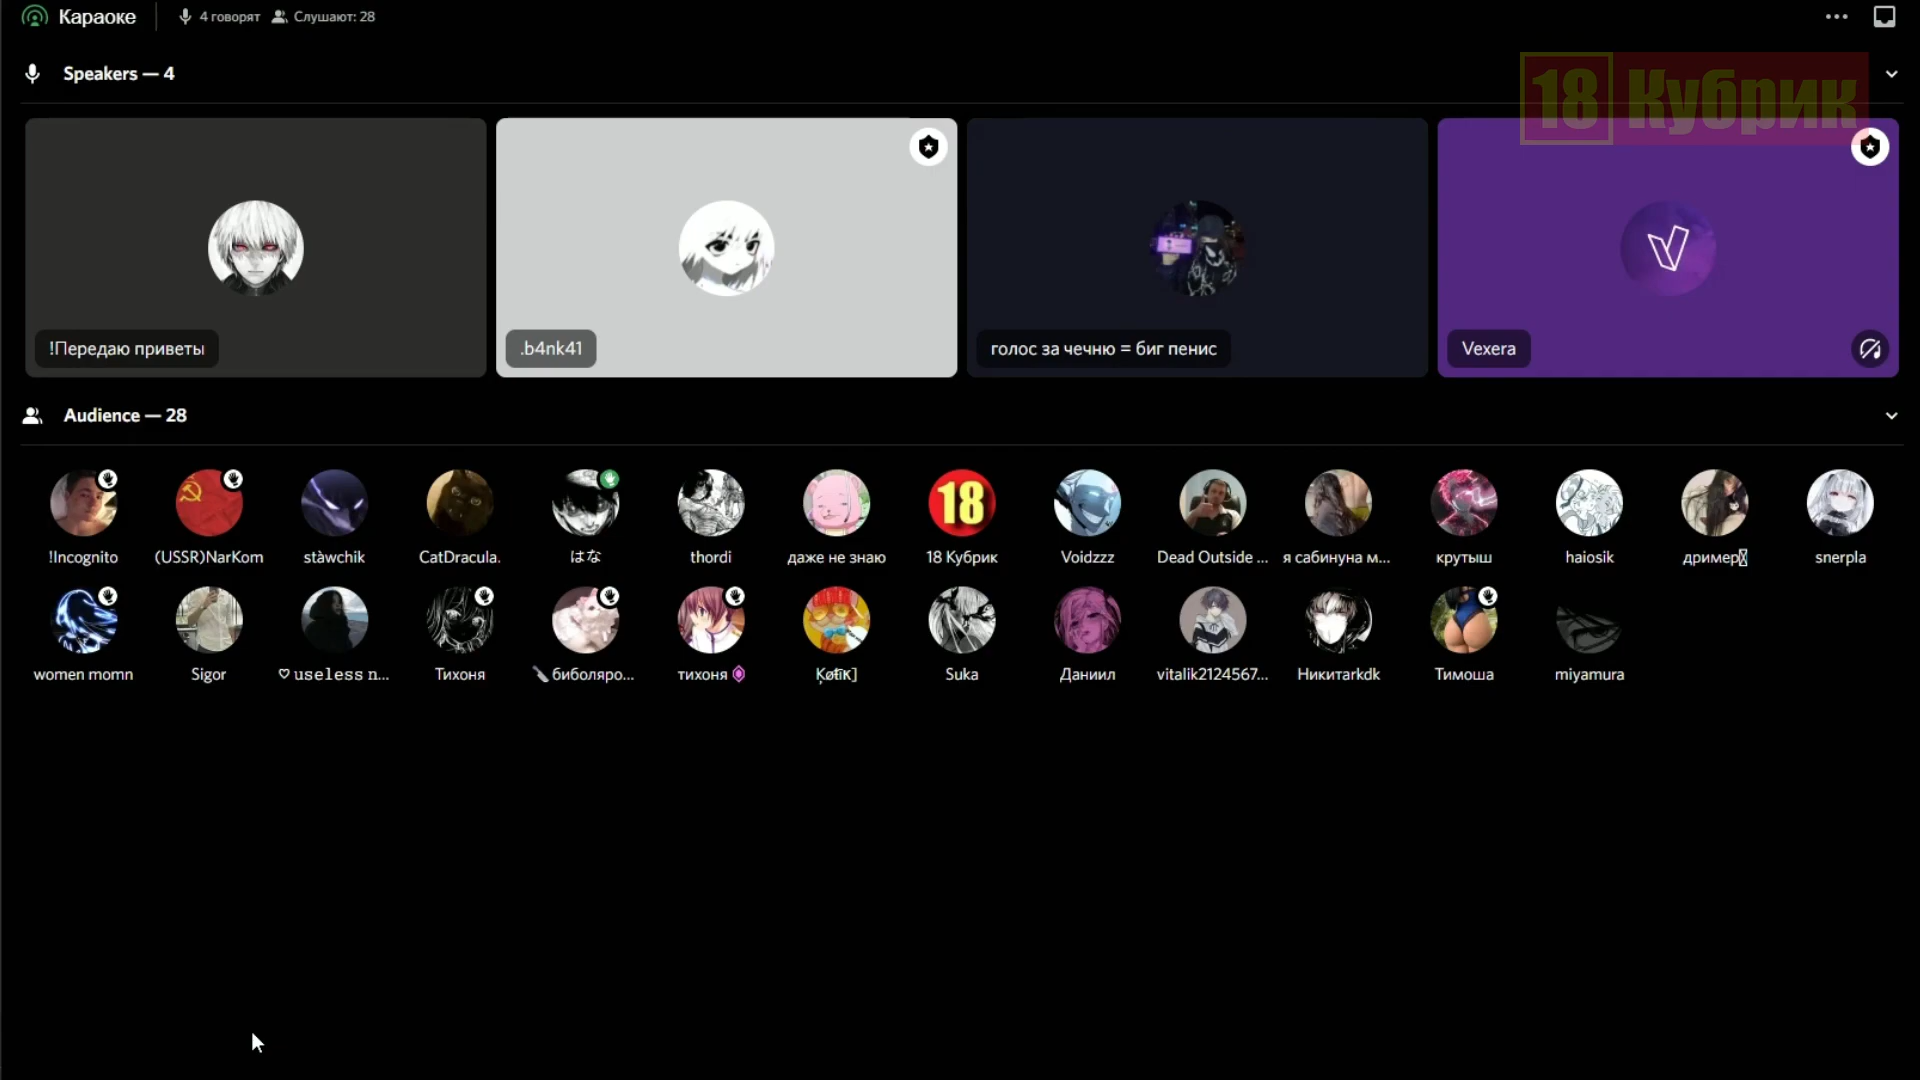 Караоке
4 говорят
Слушают: 28
Speakers — 4
18 Кубрик
!Передаю приветы
.b4nk41
голос за чечню = биг пенис
Vexera
Audience — 28
18
!Incognito
(USSR)NarKom
stàwchik
CatDracula.
はな
thordi
даже не знаю
18 Кубрик
Voidzzz
Dead Outside ...
я сабинуна м...
крутыш
haiosik
дример
snerpla
women momn
Sigor
♡ useless n...
Тихоня
биболяро...
тихоня
Suka
Даниил
vitalik2124567...
Никитаrkdk
Тимоша
miyamura